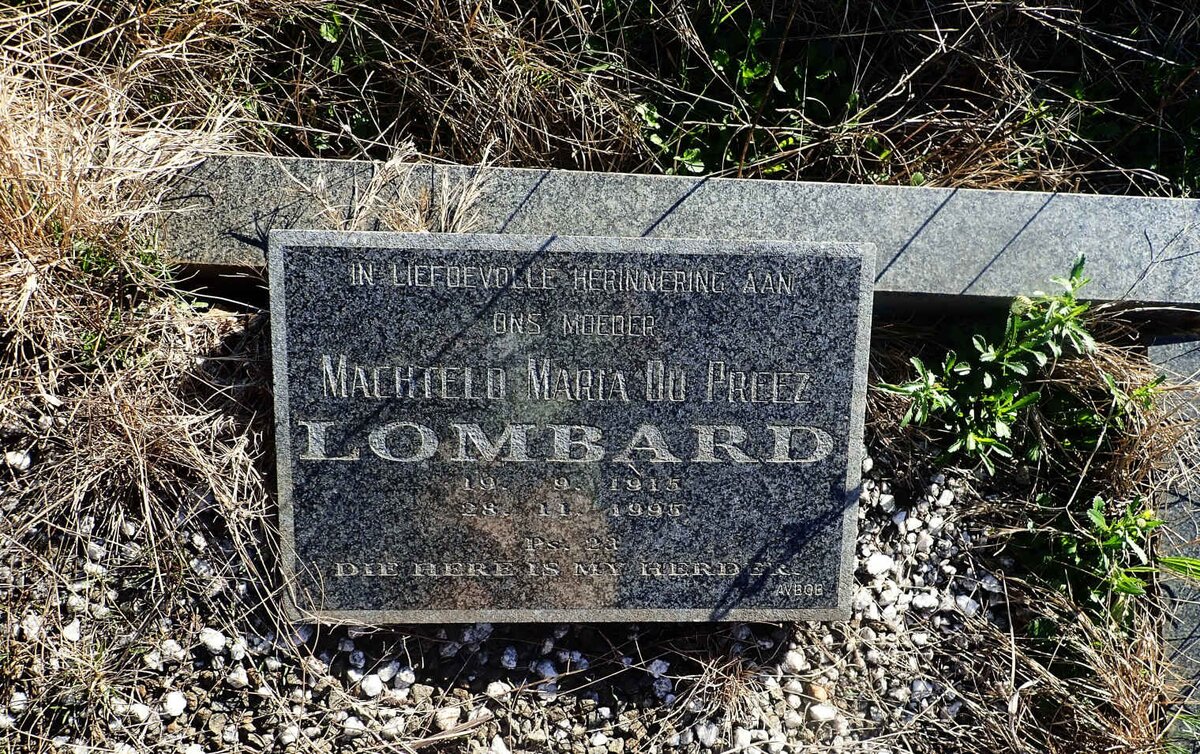 IN LIEFDEVOLLE HERINNERING AAN
ONS MOEDER
MACHTELD MARIA DU PREEZ
LOMBARD
19. 9. 1915
28. 11. 1995
Ps. 23
DIE HERE IS MY HERDER
AVBOB